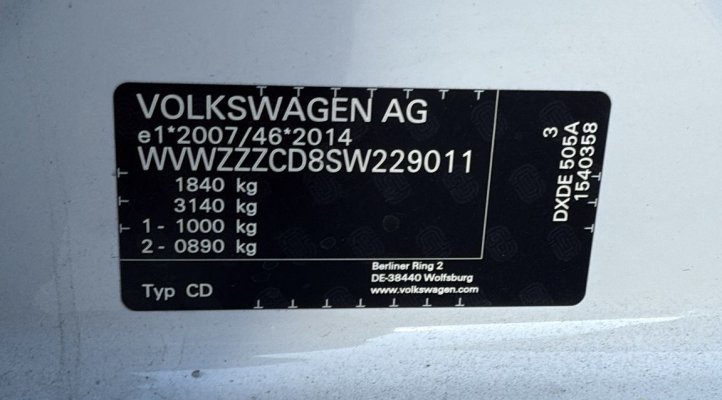 VOLKSWAGEN AG
e1*2007/46*2014
WVWZZZCD8SW229011
1840 kg
3140 kg
1 - 1000 kg
2 - 0890 kg
Typ CD
Berliner Ring 2
DE-38440 Wolfsburg
www.volkswagen.com
3
DXDE 505A
1540358